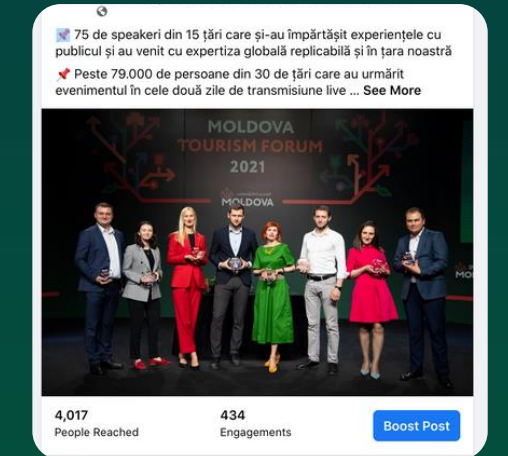 📌 75 de speakeri din 15 țări care și-au împărtășit experiențele cu
publicul și au venit cu expertiza globală replicabilă și în țara noastră
📌 Peste 79.000 de persoane din 30 de țări care au urmărit
evenimentul în cele două zile de transmisiune live ... See More
MOLDOVA
TOURISM FORUM
2021
MOLDOVA
4,017
People Reached
434
Engagements
Boost Post